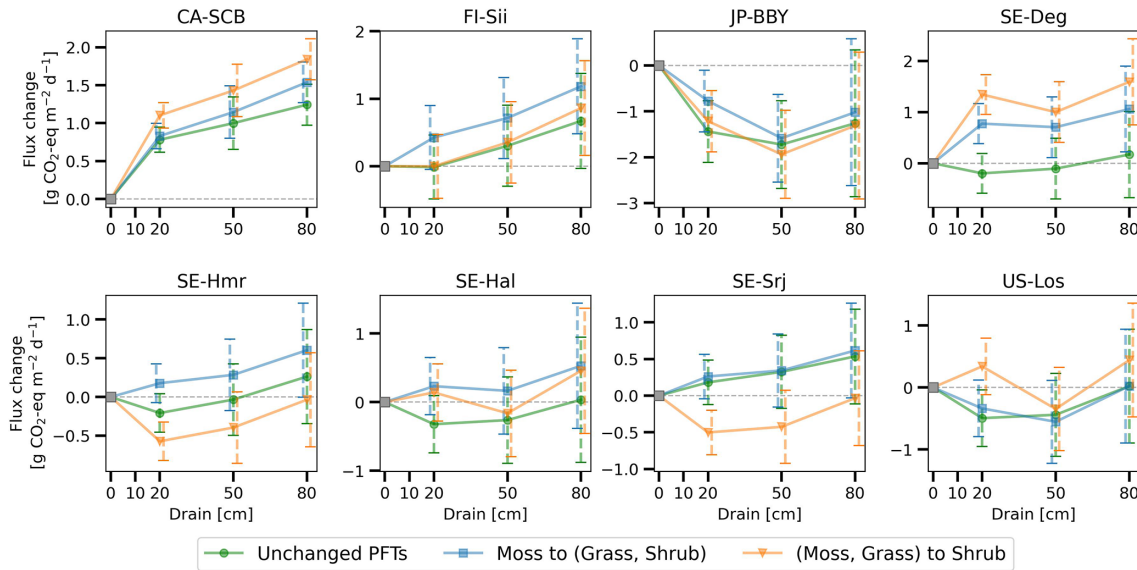 CA-SCB FI-Sii JP-BBY SE-Deg
Flux change
[g CO₂-eq m⁻² d⁻¹]
2.0 1.5 1.0 0.5 0.0
2 1 0
0 −1 −2 −3
2 1 0
0 10 20 50 80 0 10 20 50 80 0 10 20 50 80 0 10 20 50 80
SE-Hmr SE-Hal SE-Srj US-Los
Flux change
[g CO₂-eq m⁻² d⁻¹]
1.0 0.5 0.0 −0.5
1 0 −1
1.0 0.5 0.0 −0.5 −1.0
1 0 −1
0 10 20 50 80 0 10 20 50 80 0 10 20 50 80 0 10 20 50 80
Drain [cm] Drain [cm] Drain [cm] Drain [cm]
Unchanged PFTs Moss to (Grass, Shrub) (Moss, Grass) to Shrub